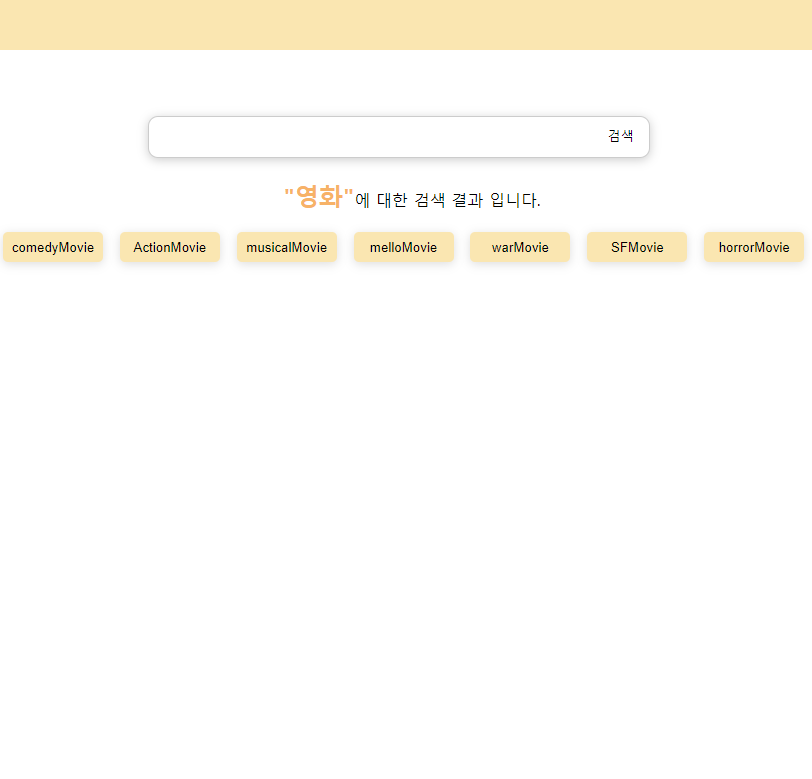 검색
"영화"에 대한 검색 결과 입니다.
comedyMovie ActionMovie musicalMovie melloMovie warMovie SFMovie horrorMovie